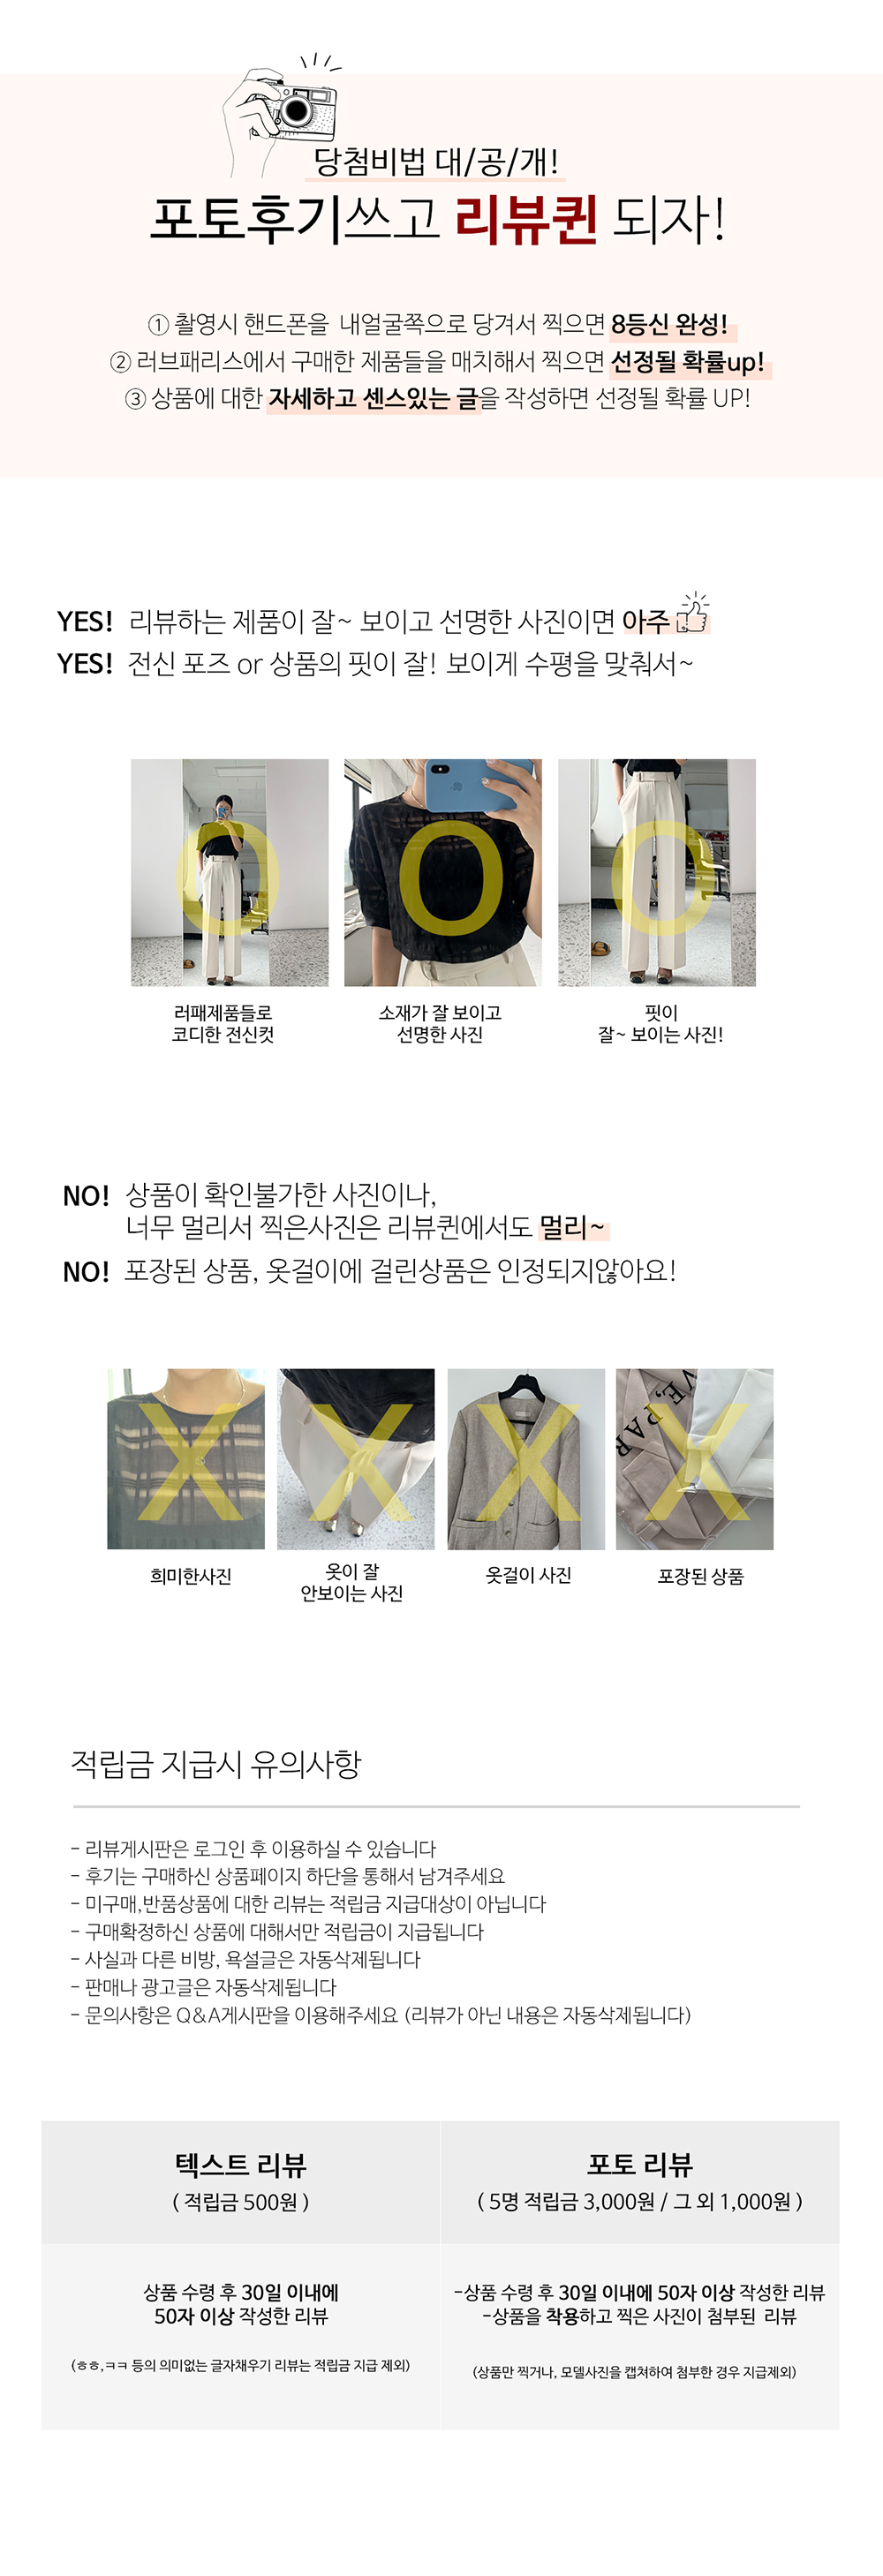 당첨비법 대/공/개!
포토후기쓰고 리뷰퀸 되자!
① 촬영시 핸드폰을 내얼굴쪽으로 당겨서 찍으면 8등신 완성!
② 러브패리스에서 구매한 제품들을 매치해서 찍으면 선정될 확률up!
③ 상품에 대한 자세하고 센스있는 글을 작성하면 선정될 확률 UP!
YES! 리뷰하는 제품이 잘~ 보이고 선명한 사진이면 아주
YES! 전신 포즈 or 상품의 핏이 잘! 보이게 수평을 맞춰서~
O O O
러패제품들로
코디한 전신컷
소재가 잘 보이고
선명한 사진
핏이
잘~ 보이는 사진!
NO! 상품이 확인불가한 사진이나,
너무 멀리서 찍은사진은 리뷰퀸에서도 멀리~
NO! 포장된 상품, 옷걸이에 걸린상품은 인정되지않아요!
X X X X
VE, PAR
희미한사진
옷이 잘
안보이는 사진
옷걸이 사진
포장된 상품
적립금 지급시 유의사항
- 리뷰게시판은 로그인 후 이용하실 수 있습니다
- 후기는 구매하신 상품페이지 하단을 통해서 남겨주세요
- 미구매,반품상품에 대한 리뷰는 적립금 지급대상이 아닙니다
- 구매확정하신 상품에 대해서만 적립금이 지급됩니다
- 사실과 다른 비방, 욕설글은 자동삭제됩니다
- 판매나 광고글은 자동삭제됩니다
- 문의사항은 Q&A게시판을 이용해주세요 (리뷰가 아닌 내용은 자동삭제됩니다)
텍스트 리뷰
( 적립금 500원 )
상품 수령 후 30일 이내에
50자 이상 작성한 리뷰
(ㅎㅎ,ㅋㅋ 등의 의미없는 글자채우기 리뷰는 적립금 지급 제외)
포토 리뷰
( 5명 적립금 3,000원 / 그 외 1,000원 )
-상품 수령 후 30일 이내에 50자 이상 작성한 리뷰
-상품을 착용하고 찍은 사진이 첨부된 리뷰
(상품만 찍거나, 모델사진을 캡쳐하여 첨부한 경우 지급제외)